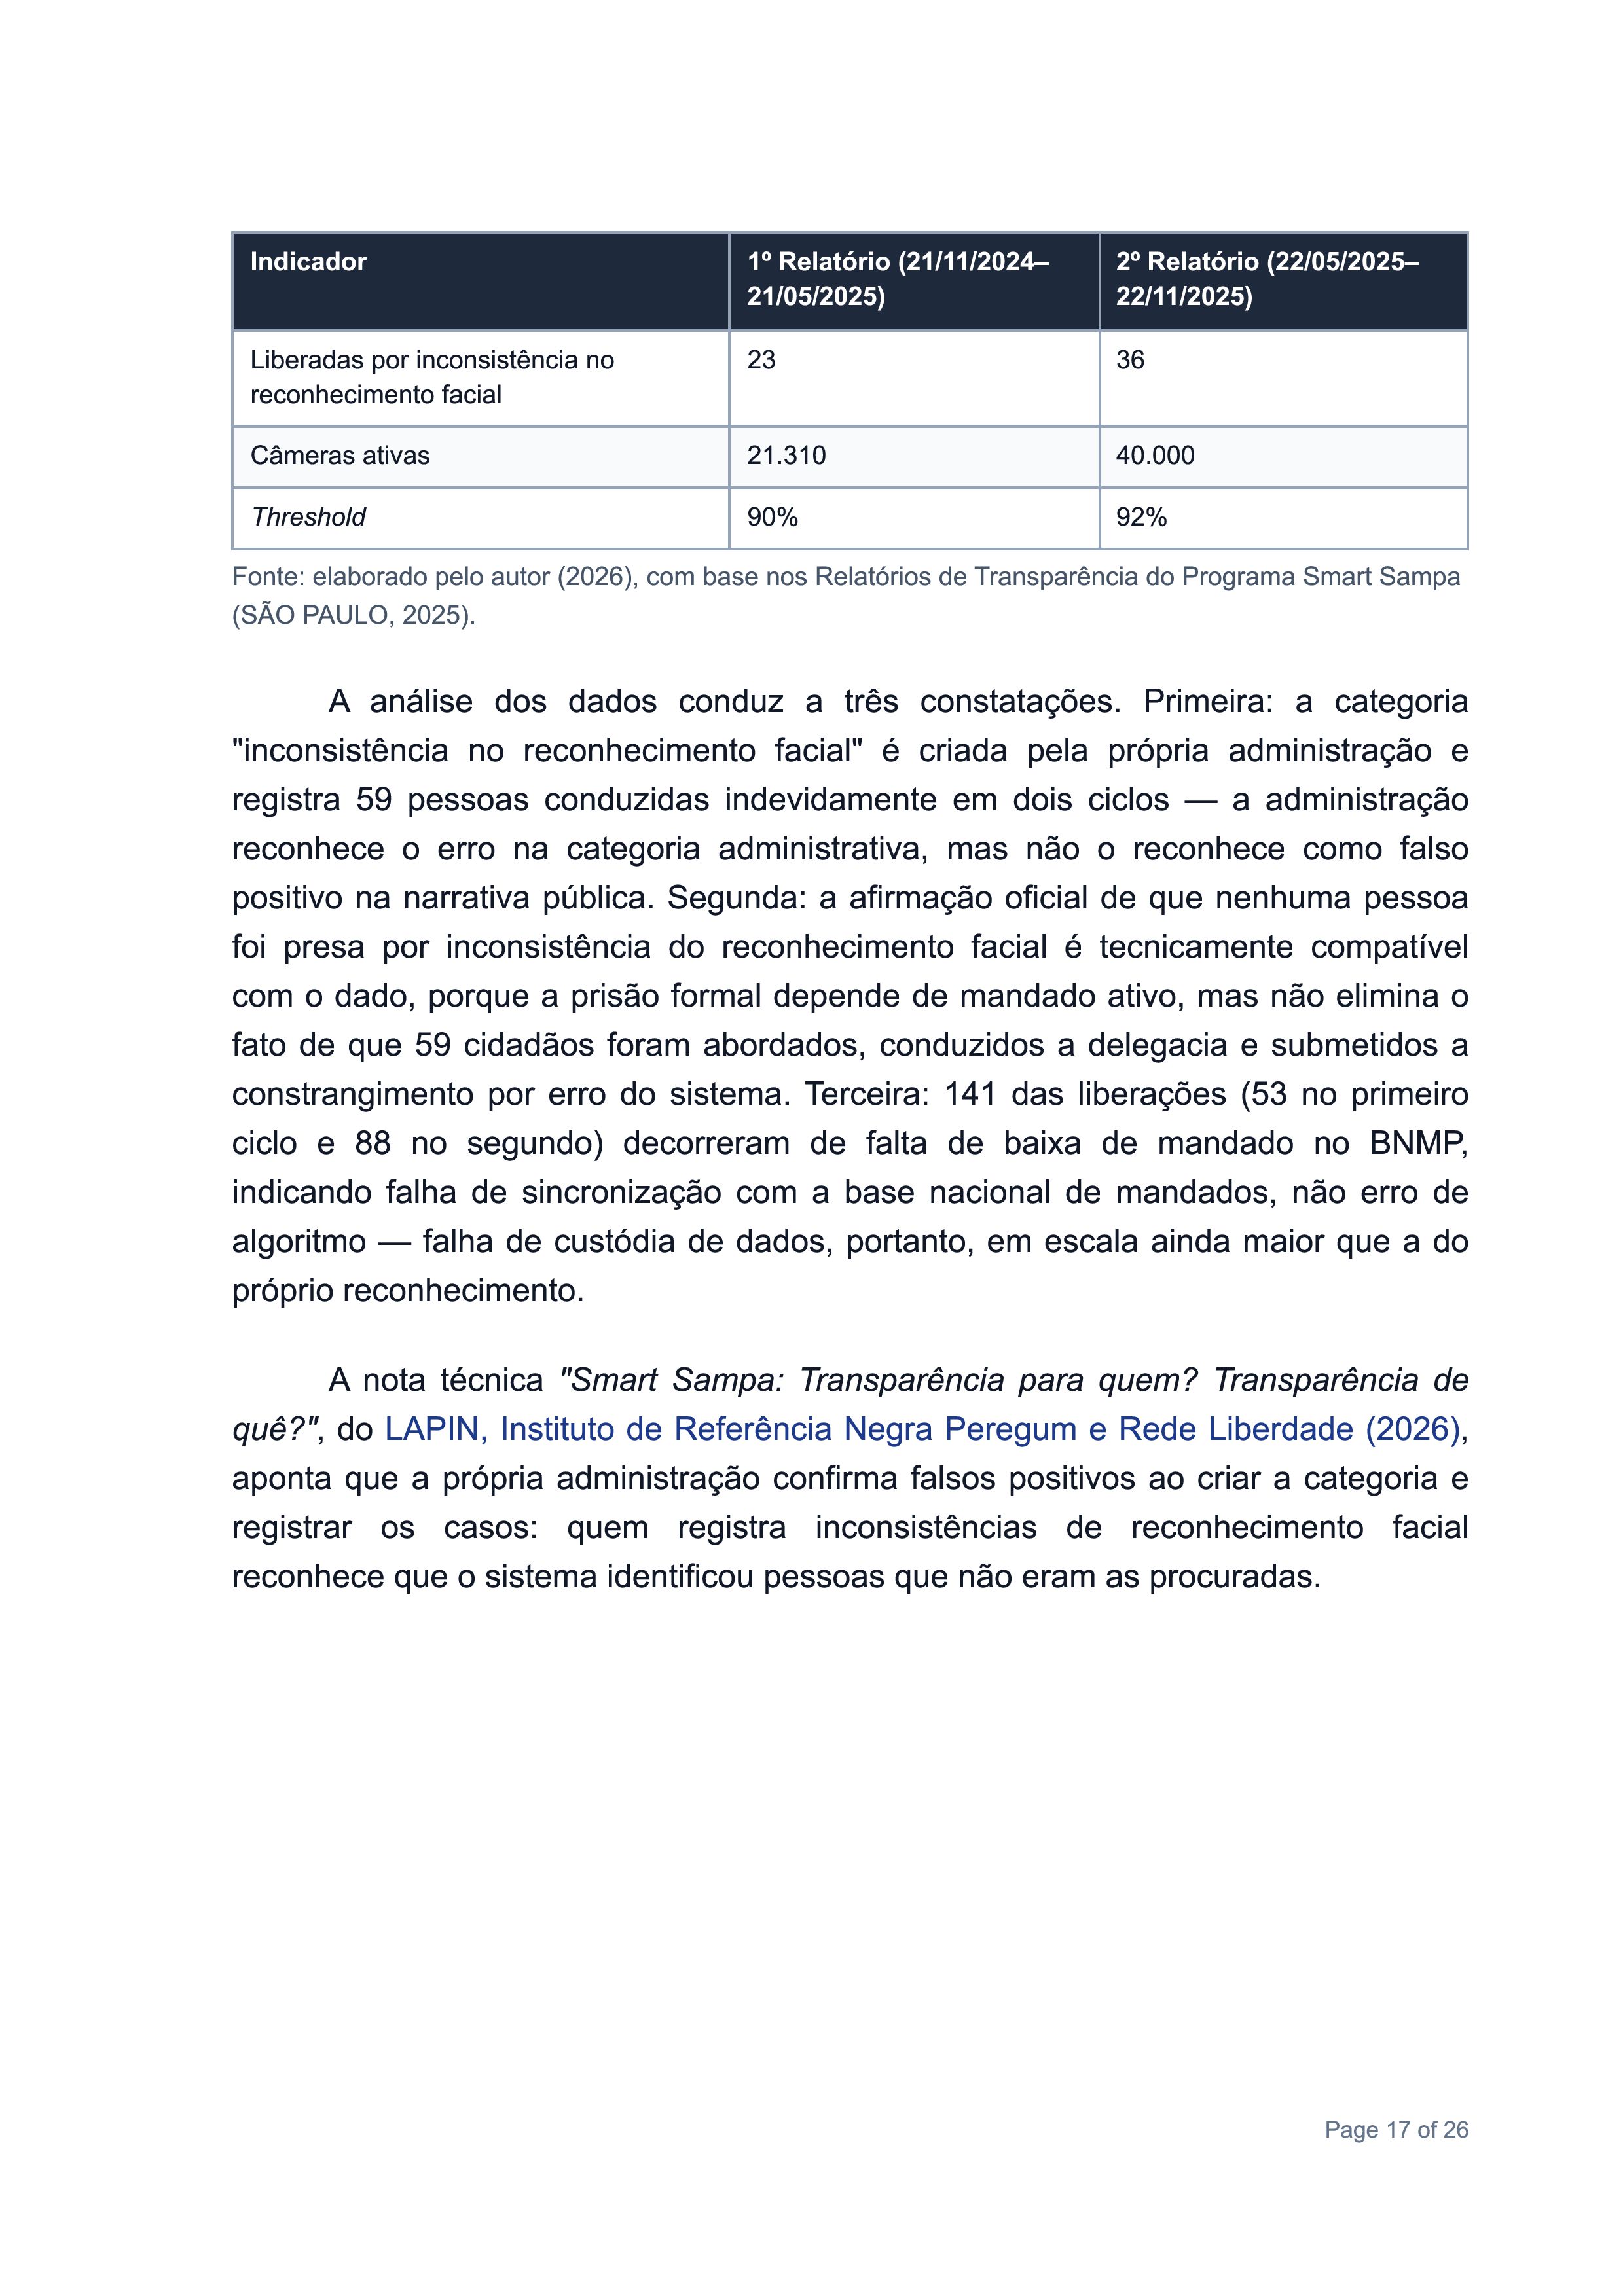 Indicador
1º Relatório (21/11/2024–
21/05/2025)
2º Relatório (22/05/2025–
22/11/2025)
Liberadas por inconsistência no
reconhecimento facial
23
36
Câmeras ativas
21.310
40.000
Threshold
90%
92%
Fonte: elaborado pelo autor (2026), com base nos Relatórios de Transparência do Programa Smart Sampa
(SÃO PAULO, 2025).
A análise dos dados conduz a três constatações. Primeira: a categoria
"inconsistência no reconhecimento facial" é criada pela própria administração e
registra 59 pessoas conduzidas indevidamente em dois ciclos — a administração
reconhece o erro na categoria administrativa, mas não o reconhece como falso
positivo na narrativa pública. Segunda: a afirmação oficial de que nenhuma pessoa
foi presa por inconsistência do reconhecimento facial é tecnicamente compatível
com o dado, porque a prisão formal depende de mandado ativo, mas não elimina o
fato de que 59 cidadãos foram abordados, conduzidos a delegacia e submetidos a
constrangimento por erro do sistema. Terceira: 141 das liberações (53 no primeiro
ciclo e 88 no segundo) decorreram de falta de baixa de mandado no BNMP,
indicando falha de sincronização com a base nacional de mandados, não erro de
algoritmo — falha de custódia de dados, portanto, em escala ainda maior que a do
próprio reconhecimento.
A nota técnica "Smart Sampa: Transparência para quem? Transparência de
quê?", do LAPIN, Instituto de Referência Negra Peregum e Rede Liberdade (2026),
aponta que a própria administração confirma falsos positivos ao criar a categoria e
registrar os casos: quem registra inconsistências de reconhecimento facial
reconhece que o sistema identificou pessoas que não eram as procuradas.
Page 17 of 26